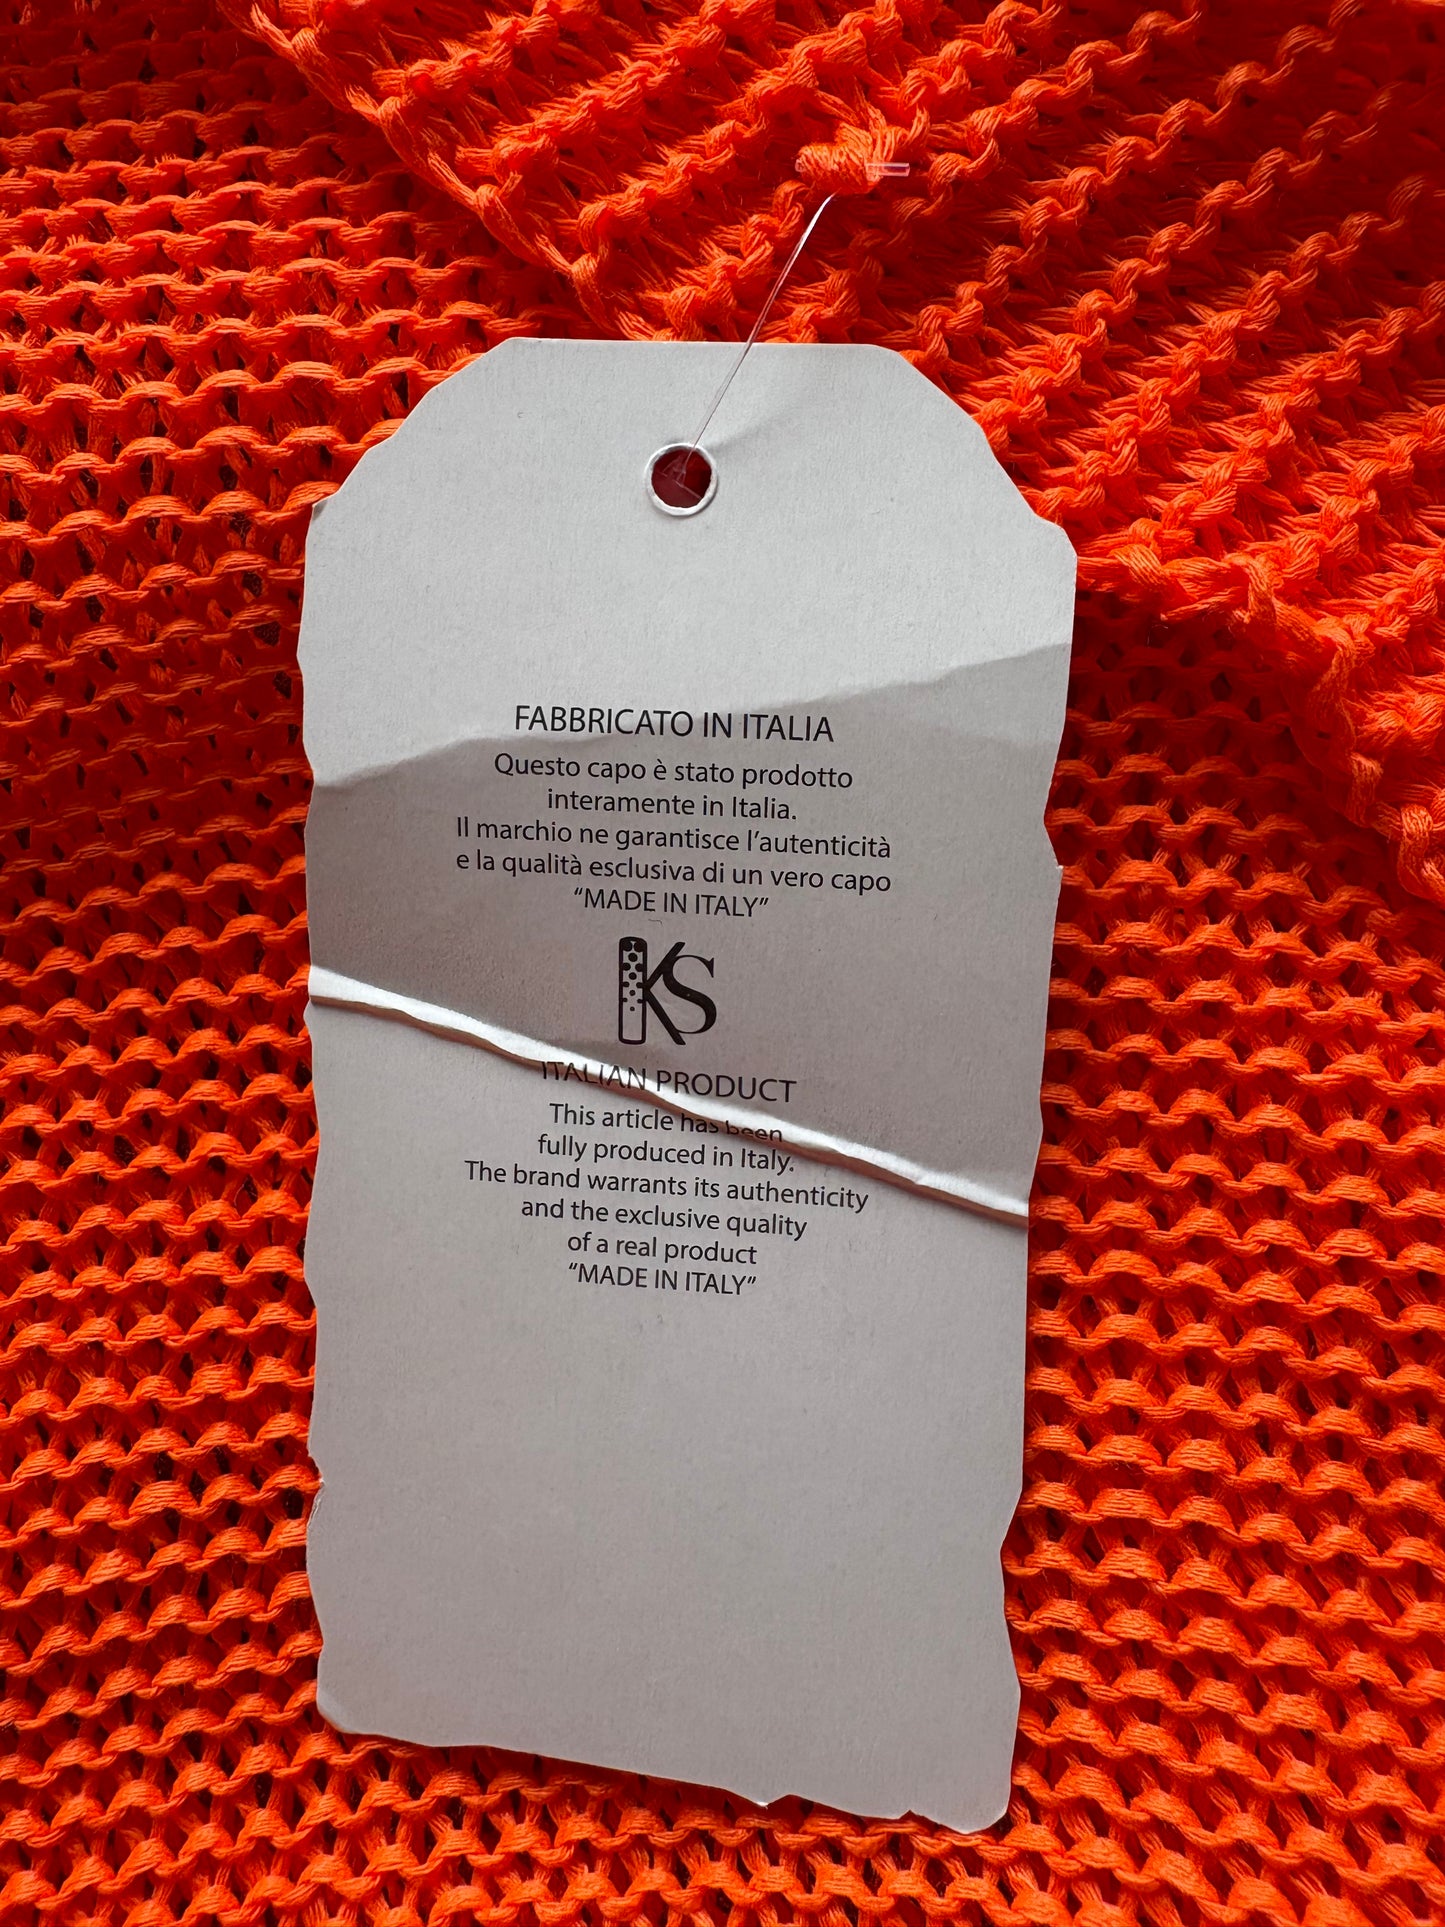 FABBRICATO IN ITALIA
Questo capo è stato prodotto
interamente in Italia.
Il marchio ne garantisce l’autenticità
e la qualità esclusiva di un vero capo
“MADE IN ITALY”
KS
ITALIAN PRODUCT
This article has been
fully produced in Italy.
The brand warrants its authenticity
and the exclusive quality
of a real product
“MADE IN ITALY”